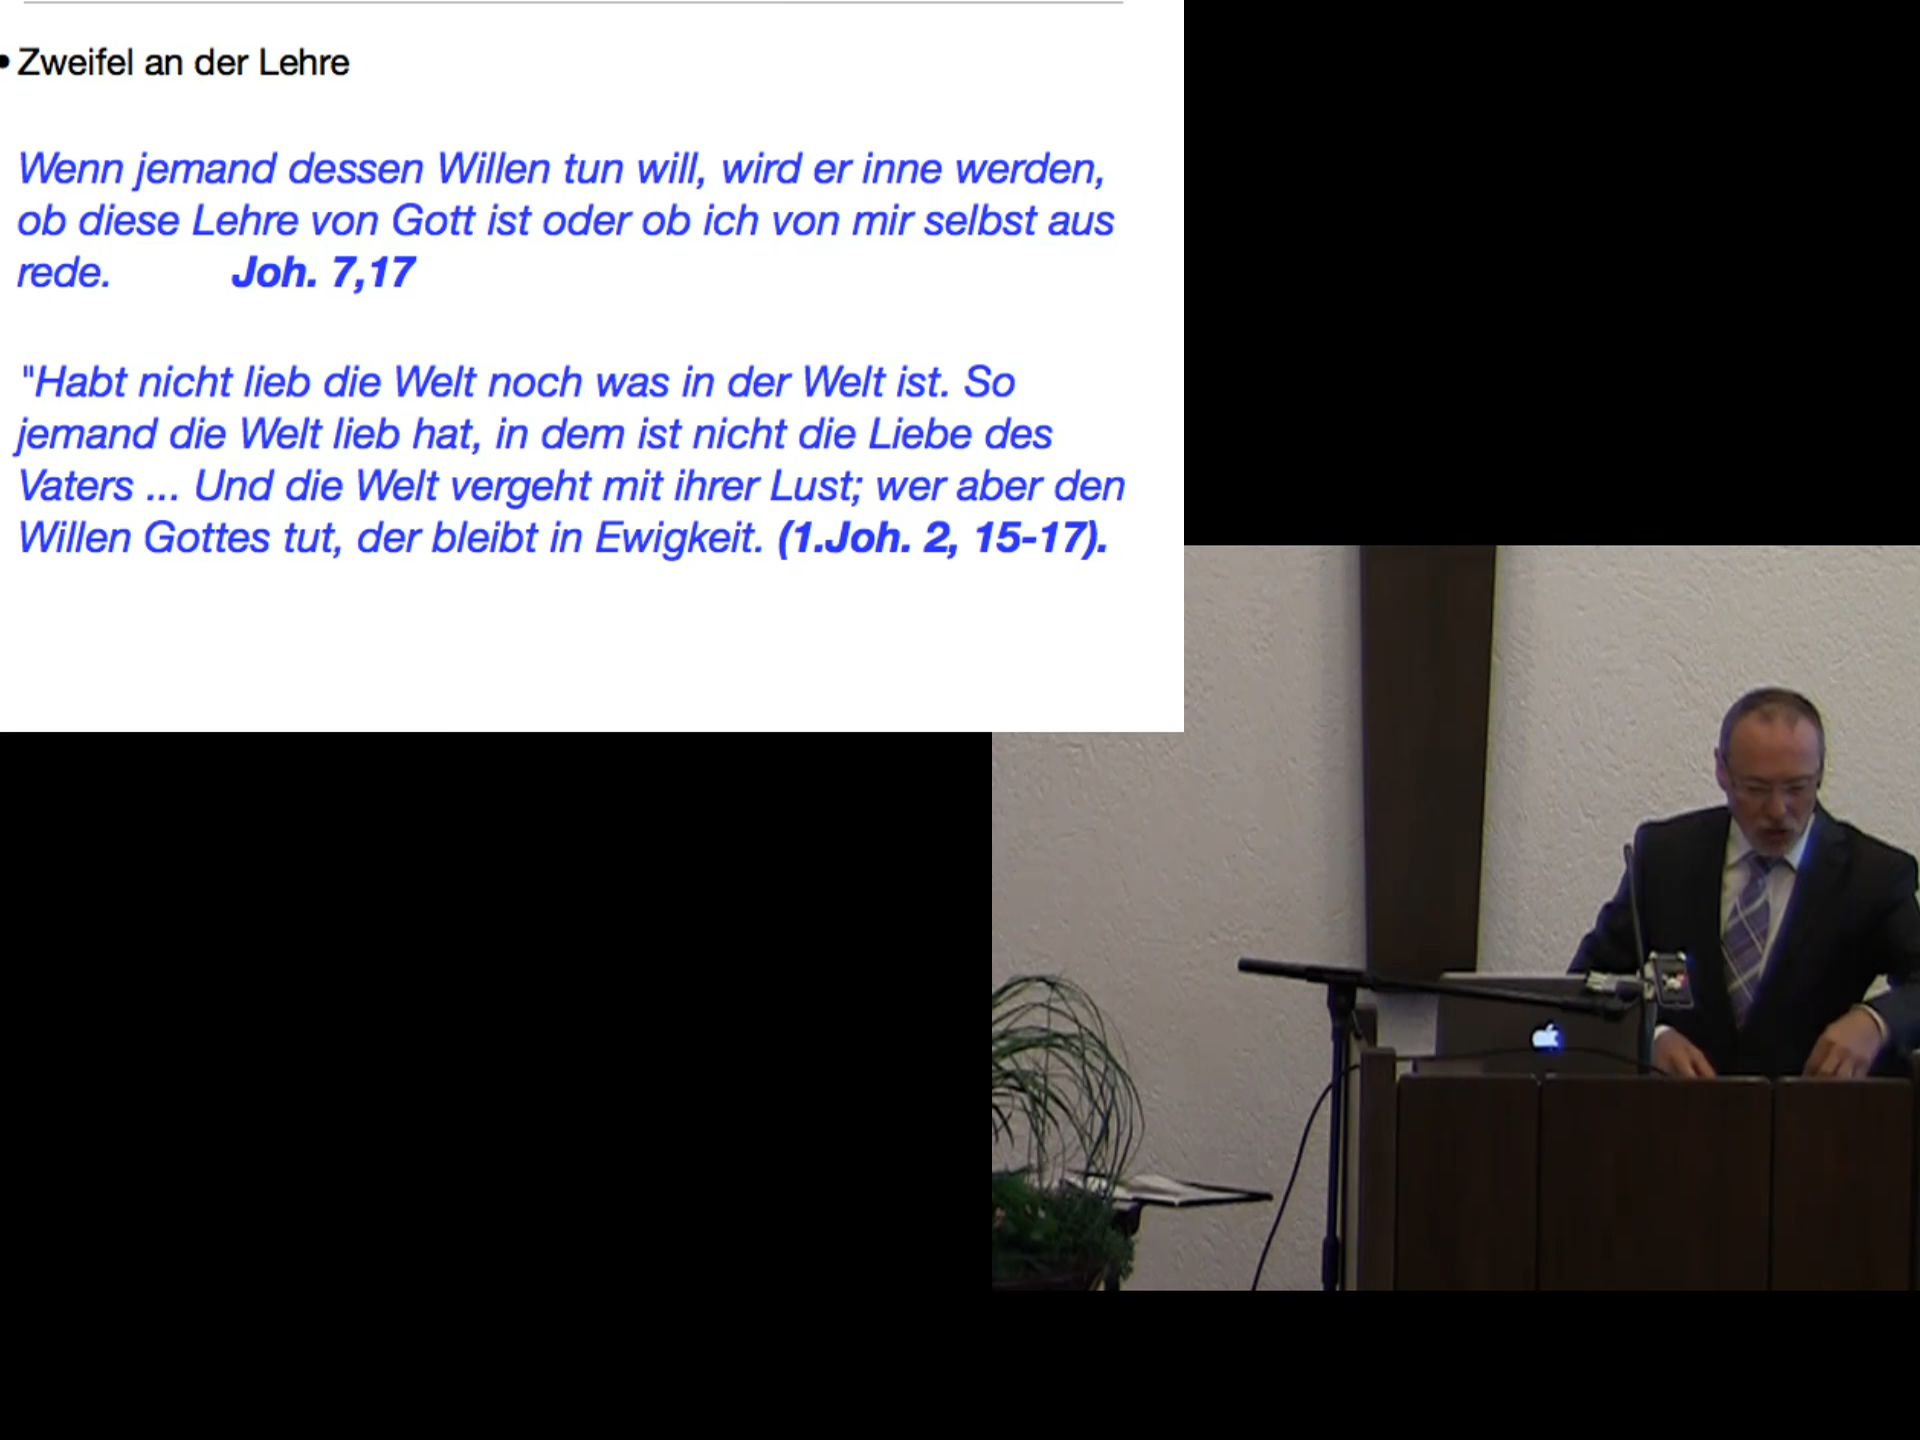 • Zweifel an der Lehre
Wenn jemand dessen Willen tun will, wird er inne werden,
ob diese Lehre von Gott ist oder ob ich von mir selbst aus
rede. Joh. 7,17
"Habt nicht lieb die Welt noch was in der Welt ist. So
jemand die Welt lieb hat, in dem ist nicht die Liebe des
Vaters ... Und die Welt vergeht mit ihrer Lust; wer aber den
Willen Gottes tut, der bleibt in Ewigkeit. (1.Joh. 2, 15-17).